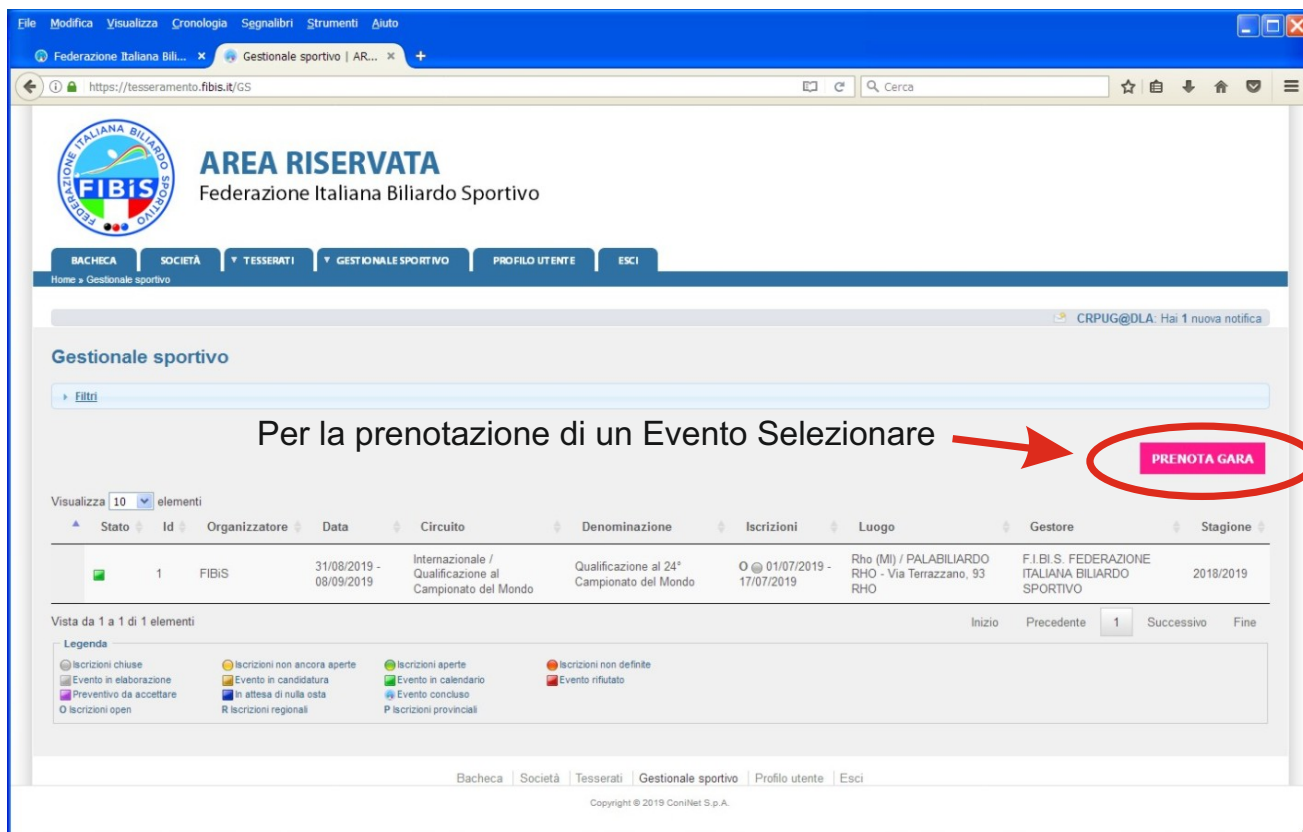 File Modifica Visualizza Cronologia Segnalibri Strumenti Aiuto
Federazione Italiana Bili... × Gestionale sportivo | AR... × +
https://tesseramento.fibis.it/GS Cerca
FEDERAZIONE ITALIANA BILIARDO SPORTIVO
FIBiS
AREA RISERVATA
Federazione Italiana Biliardo Sportivo
BACHECA SOCIETÀ TESSERATI GESTIONALE SPORTIVO PROFILO UTENTE ESCI
Home » Gestionale sportivo
CRPUG@DLA: Hai 1 nuova notifica
Gestionale sportivo
Filtri
Per la prenotazione di un Evento Selezionare
PRENOTA GARA
Visualizza 10 elementi
Stato Id Organizzatore Data Circuito Denominazione Iscrizioni Luogo Gestore Stagione
1 FIBiS 31/08/2019 - 08/09/2019 Internazionale / Qualificazione al Campionato del Mondo Qualificazione al 24° Campionato del Mondo O 01/07/2019 - 17/07/2019 Rho (MI) / PALABILIARDO RHO - Via Terrazzano, 93 RHO F.I.BI.S. FEDERAZIONE ITALIANA BILIARDO SPORTIVO 2018/2019
Vista da 1 a 1 di 1 elementi Inizio Precedente 1 Successivo Fine
Legenda
Iscrizioni chiuse Iscrizioni non ancora aperte Iscrizioni aperte Iscrizioni non definite
Evento in elaborazione Evento in candidatura Evento in calendario Evento rifiutato
Preventivo da accettare In attesa di nulla osta Evento concluso
O Iscrizioni open R Iscrizioni regionali P Iscrizioni provinciali
Bacheca | Società | Tesserati | Gestionale sportivo | Profilo utente | Esci
Copyright © 2019 ConiNet S.p.A.